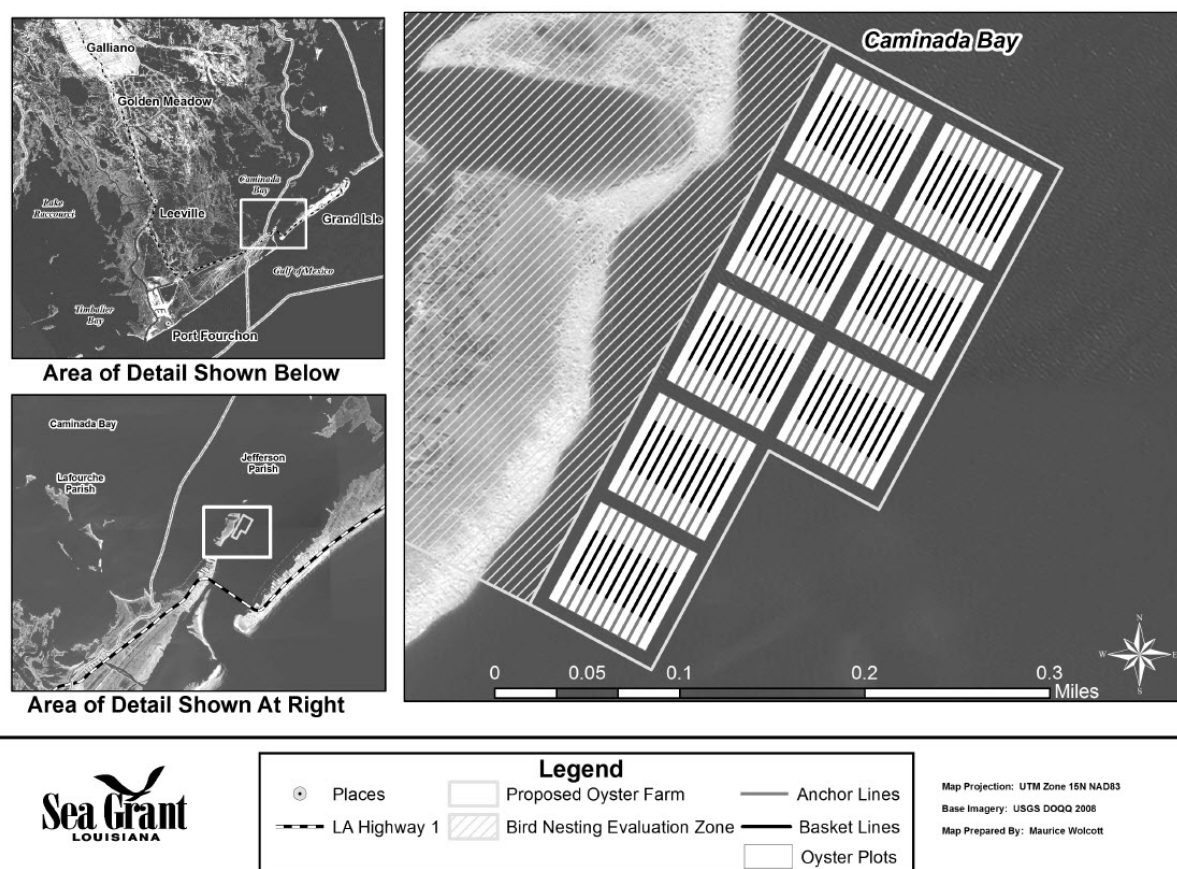 Galliano
Golden Meadow
Caminada
Bay
Lake
Raccourci
Leeville
Grand Isle
Gulf of Mexico
Timbalier
Bay
Port Fourchon
Area of Detail Shown Below
Caminada Bay
Jefferson
Parish
Lafourche
Parish
Area of Detail Shown At Right
Caminada Bay
N
W
E
S
0
0.05
0.1
0.2
0.3
Miles
Sea Grant
LOUISIANA
Legend
Places
Proposed Oyster Farm
Anchor Lines
LA Highway 1
Bird Nesting Evaluation Zone
Basket Lines
Oyster Plots
Map Projection: UTM Zone 15N NAD83
Base Imagery: USGS DOQQ 2008
Map Prepared By: Maurice Wolcott